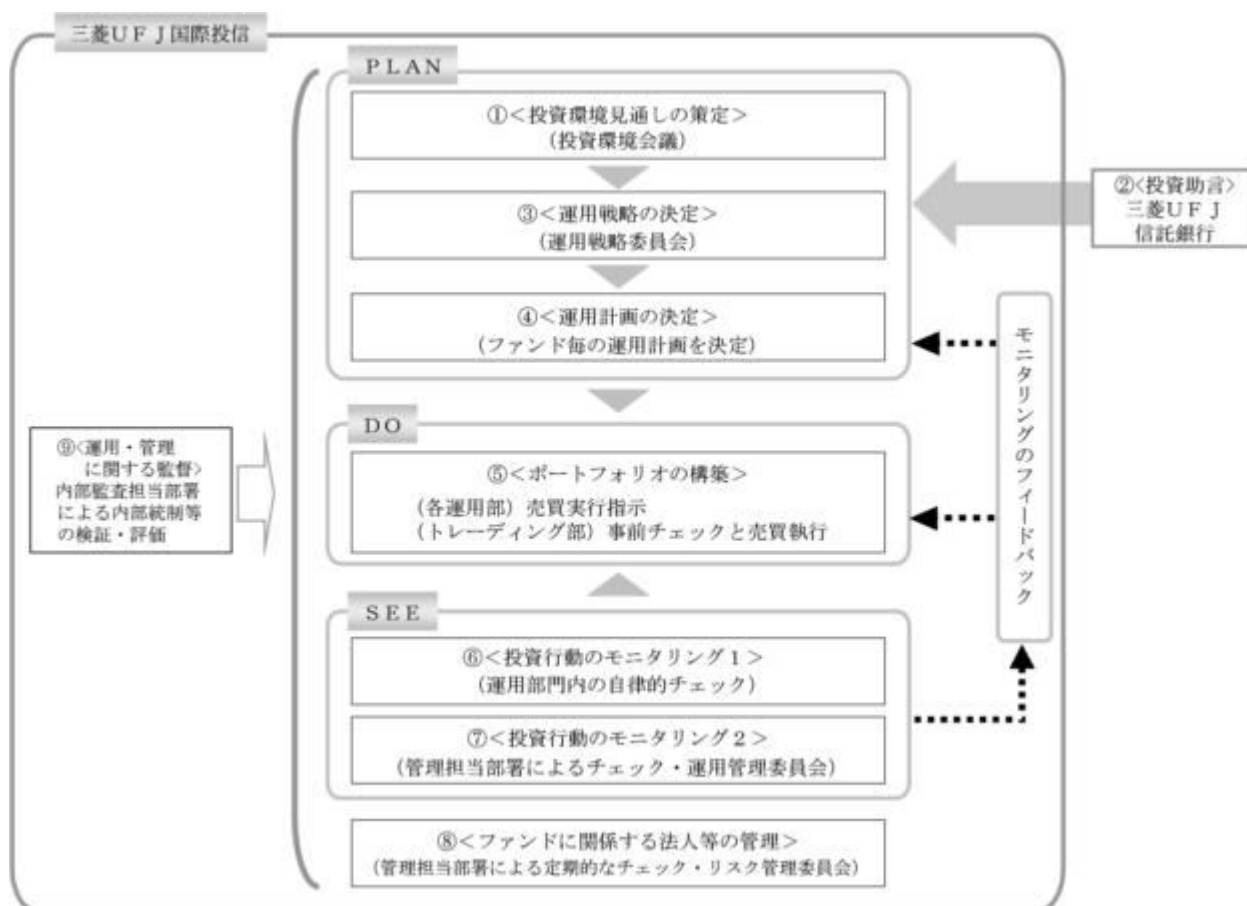 三菱UFJ国際投信
PLAN
①<投資環境見通しの策定>
(投資環境会議)
②<投資助言>
三菱UFJ
信託銀行
③<運用戦略の決定>
(運用戦略委員会)
④<運用計画の決定>
(ファンド毎の運用計画を決定)
モニタリングのフィードバック
DO
⑤<ポートフォリオの構築>
(各運用部)売買実行指示
(トレーディング部)事前チェックと売買執行
⑨<運用・管理
に関する監督>
内部監査担当部署
による内部統制等
の検証・評価
SEE
⑥<投資行動のモニタリング1>
(運用部門内の自律的チェック)
⑦<投資行動のモニタリング2>
(管理担当部署によるチェック・運用管理委員会)
⑧<ファンドに関係する法人等の管理>
(管理担当部署による定期的なチェック・リスク管理委員会)